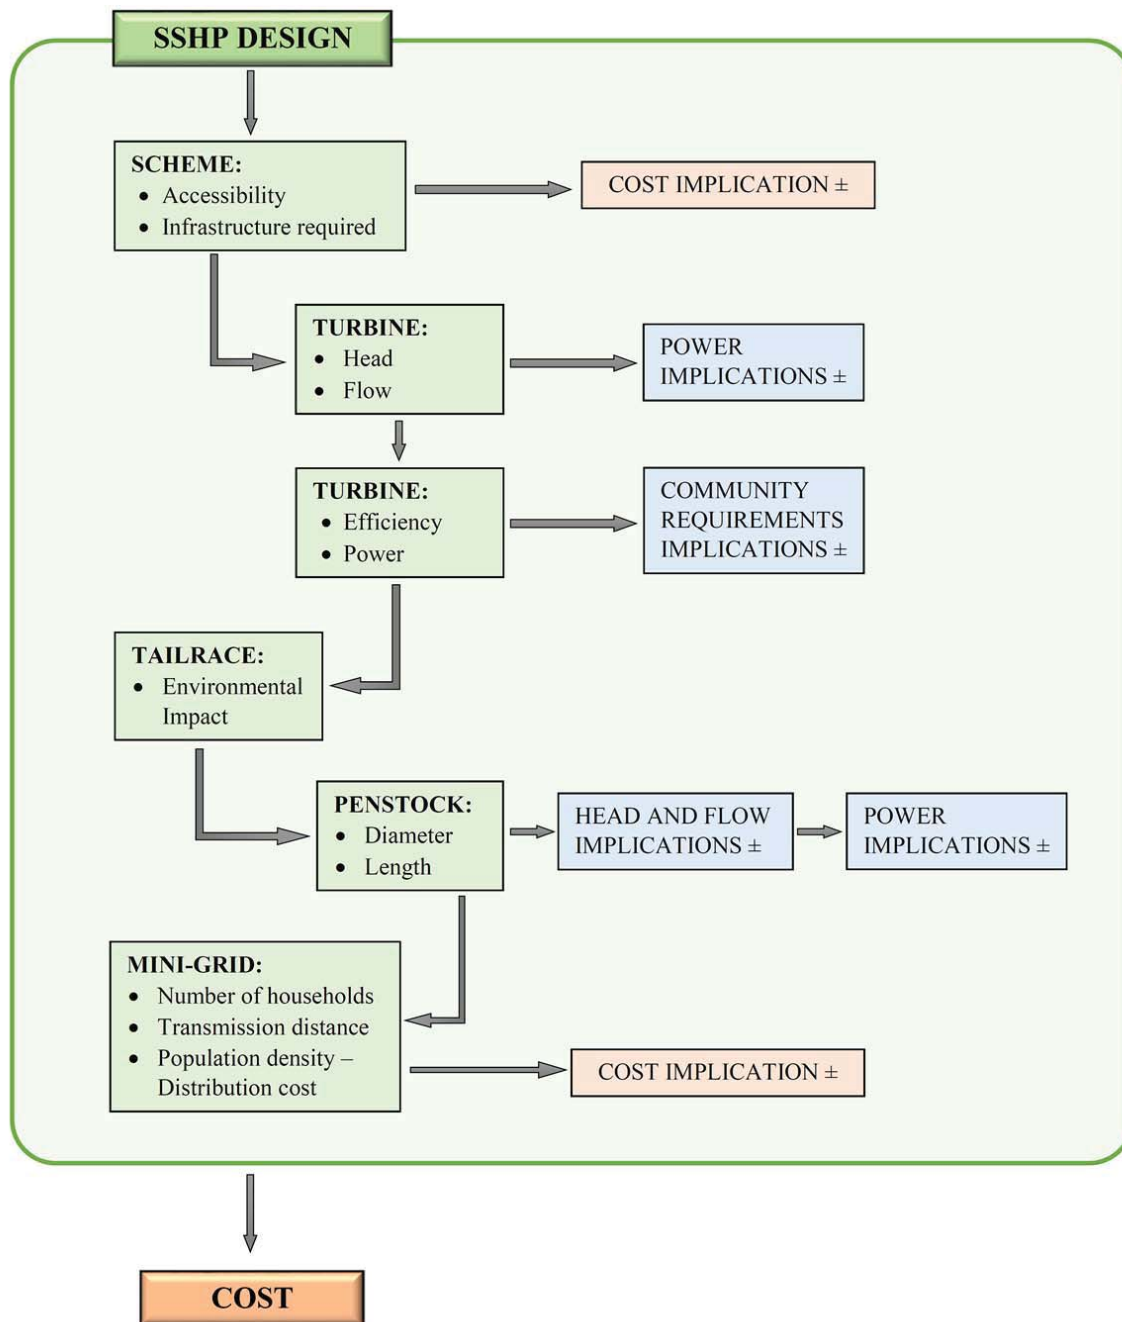 SSHP DESIGN
SCHEME:
• Accessibility
• Infrastructure required
COST IMPLICATION ±
TURBINE:
• Head
• Flow
POWER
IMPLICATIONS ±
TURBINE:
• Efficiency
• Power
COMMUNITY
REQUIREMENTS
IMPLICATIONS ±
TAILRACE:
• Environmental
Impact
PENSTOCK:
• Diameter
• Length
HEAD AND FLOW
IMPLICATIONS ±
POWER
IMPLICATIONS ±
MINI-GRID:
• Number of households
• Transmission distance
• Population density –
Distribution cost
COST IMPLICATION ±
COST